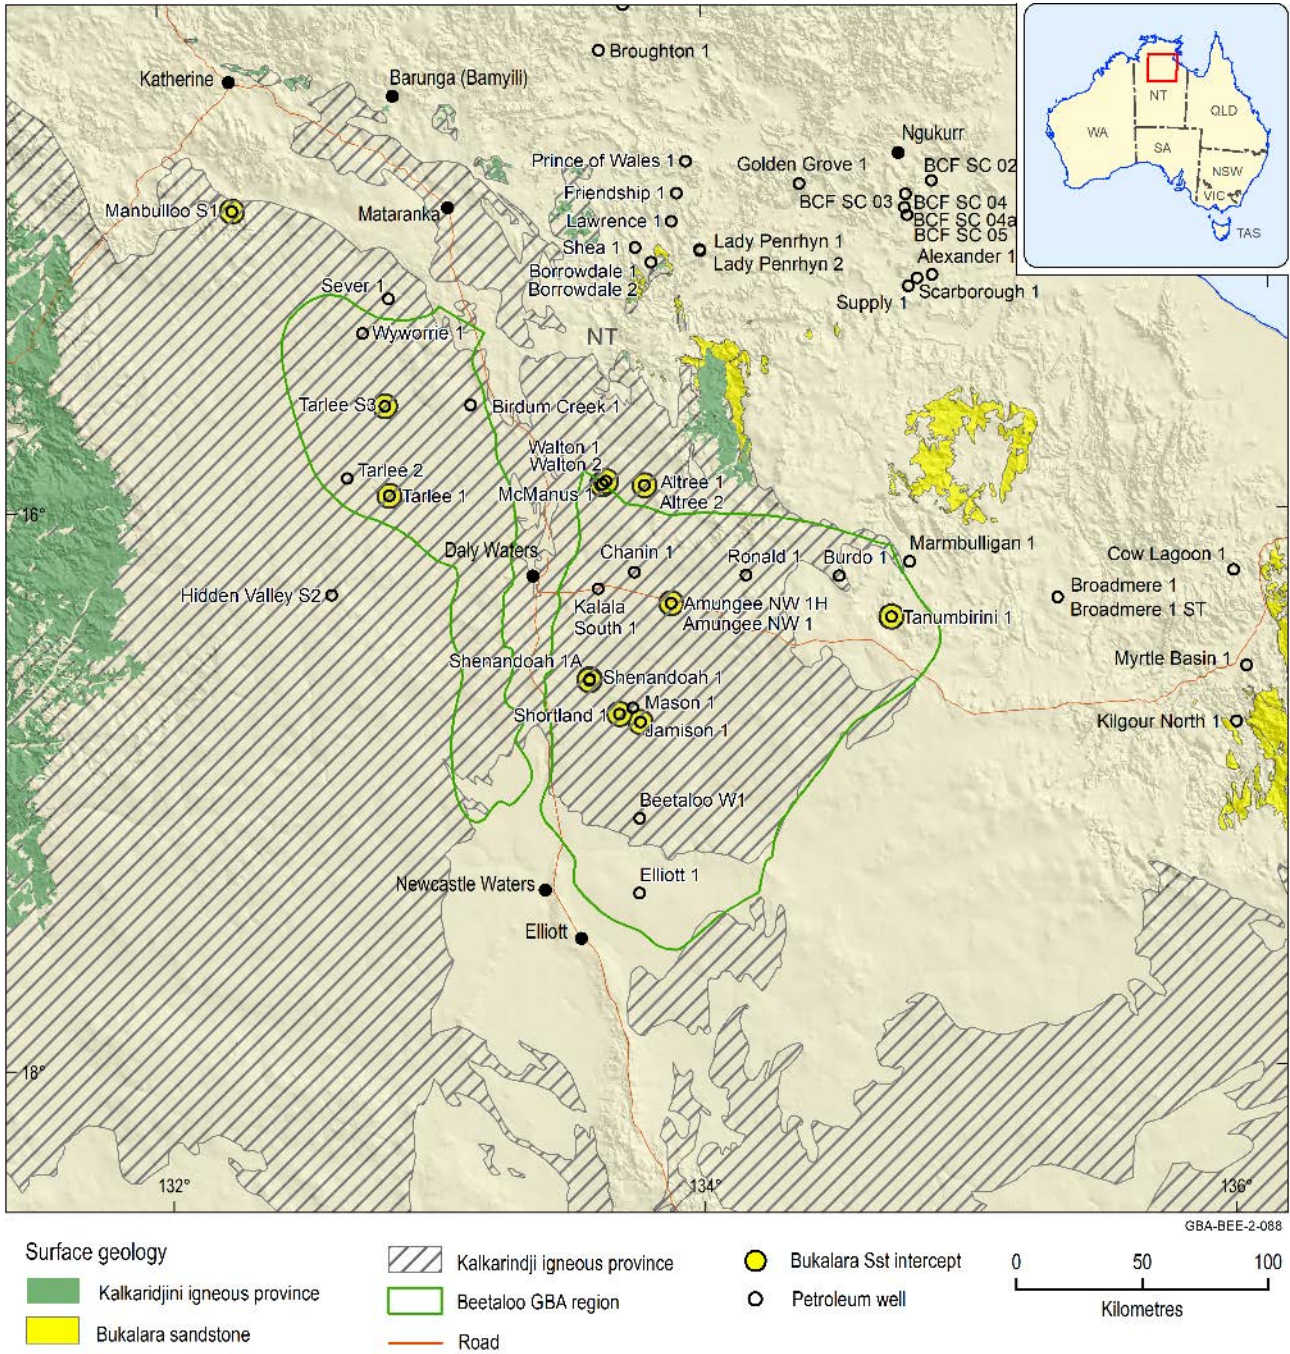 Broughton 1
Katherine
Barunga (Bamyili)
WA
NT
QLD
SA
NSW
VIC
TAS
Ngukurr
Prince of Wales 1
Golden Grove 1
BCF SC 02
Friendship 1
BCF SC 03
BCF SC 04
BCF SC 04a
BCF SC 05
Manbulloo S1
Mataranka
Lawrence 1
Shea 1
Lady Penrhyn 1
Lady Penrhyn 2
Alexander 1
Borrowdale 1
Borrowdale 2
Supply 1
Scarborough 1
Sever 1
Wyworrie 1
NT
Tarlee S3
Birdum Creek 1
Walton 1
Walton 2
Tarlee 2
Tarlee 1
McManus 1
Altree 1
Altree 2
16°
Daly Waters
Chanin 1
Ronald 1
Burdo 1
Marmbulligan 1
Cow Lagoon 1
Hidden Valley S2
Kalala
South 1
Amungee NW 1H
Amungee NW 1
Tanumbirini 1
Broadmere 1
Broadmere 1 ST
Shenandoah 1A
Shenandoah 1
Myrtle Basin 1
Mason 1
Shortland 1
Jamison 1
Kilgour North 1
Beetaloo W1
Newcastle Waters
Elliott 1
Elliott
18°
132°
134°
136°
GBA-BEE-2-088
Surface geology
Kalkaridjini igneous province
Bukalara sandstone
Kalkarindji igneous province
Beetaloo GBA region
Road
Bukalara Sst intercept
Petroleum well
0 50 100
Kilometres